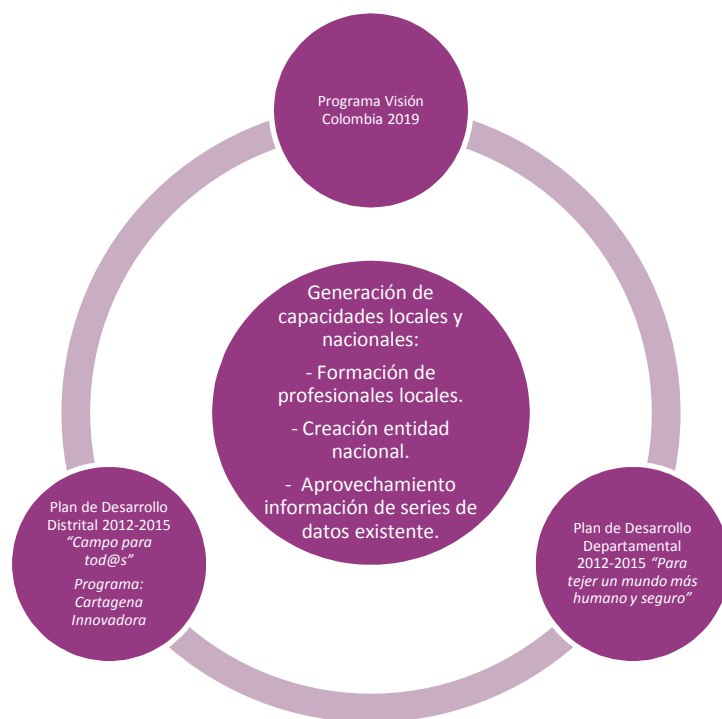 Programa Visión
Colombia 2019
Generación de
capacidades locales y
nacionales:
- Formación de
profesionales locales.
- Creación entidad
nacional.
- Aprovechamiento
información de series de
datos existente.
Plan de Desarrollo
Distrital 2012-2015
“Campo para
tod@s”
Programa:
Cartagena
Innovadora
Plan de Desarrollo
Departamental
2012-2015 “Para
tejer un mundo más
humano y seguro”